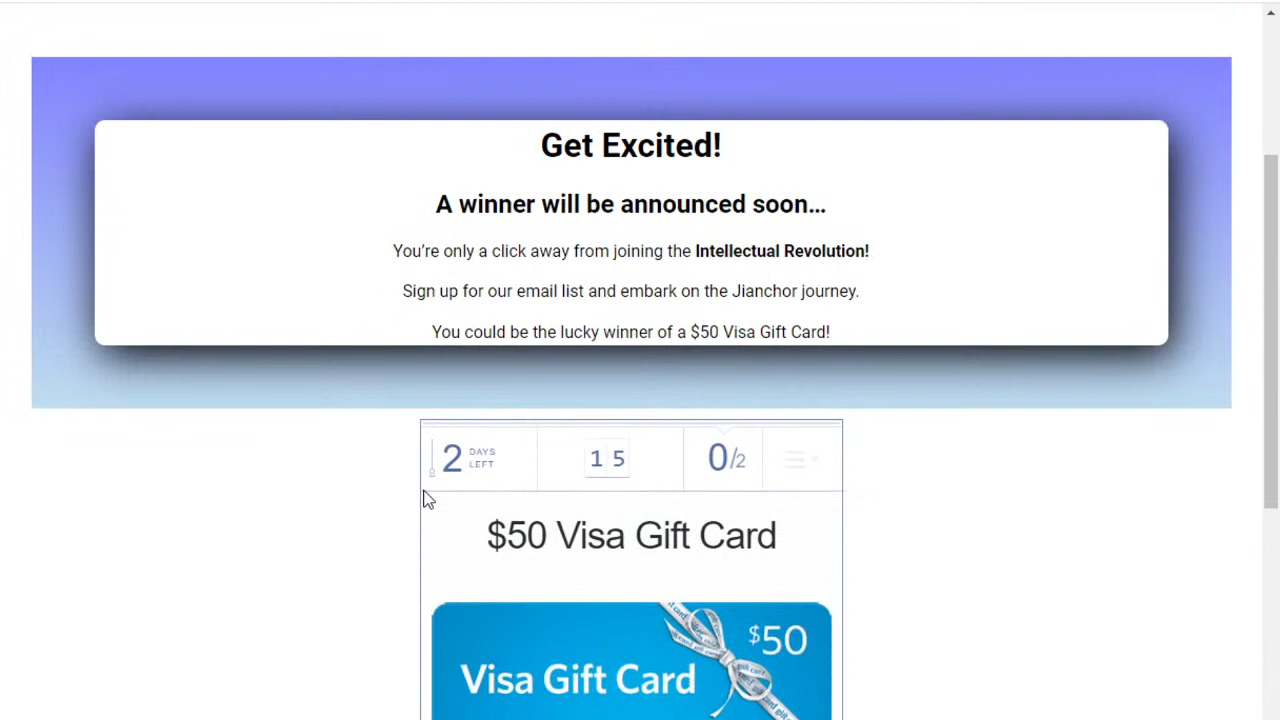 Get Excited!
A winner will be announced soon…
You’re only a click away from joining the Intellectual Revolution!
Sign up for our email list and embark on the Jianchor journey.
You could be the lucky winner of a $50 Visa Gift Card!
2 DAYS LEFT
15
0/2
$50 Visa Gift Card
$50
Visa Gift Card